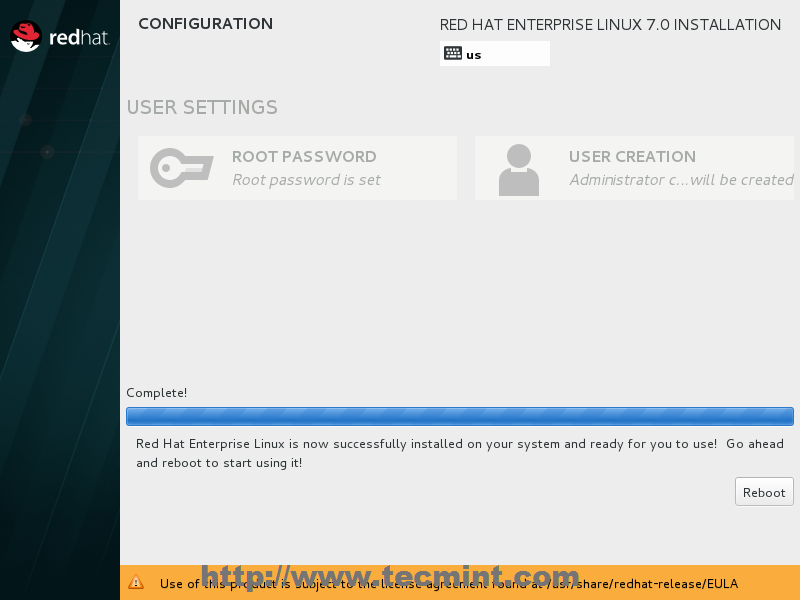 redhat.
CONFIGURATION
RED HAT ENTERPRISE LINUX 7.0 INSTALLATION
us
USER SETTINGS
ROOT PASSWORD
Root password is set
USER CREATION
Administrator c...will be created
Complete!
Red Hat Enterprise Linux is now successfully installed on your system and ready for you to use! Go ahead
and reboot to start using it!
Reboot
Use of this product is subject to the license agreement found at /usr/share/redhat-release/EULA
http://www.tecmint.com